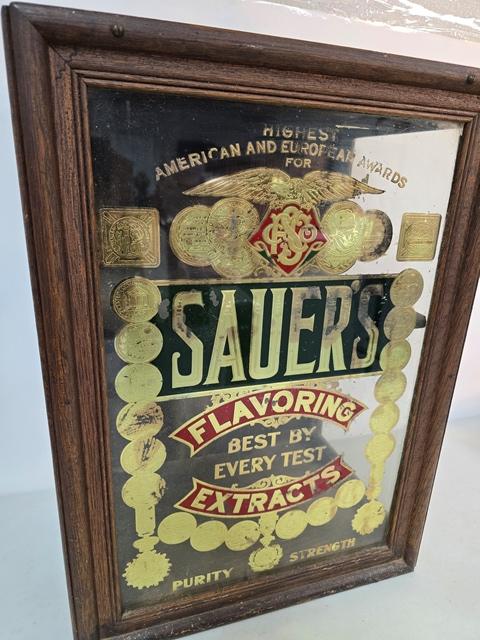 HIGHEST
AMERICAN AND EUROPEAN AWARDS
FOR
SAUER'S
FLAVORING
BEST BY
EVERY TEST
EXTRACTS
PURITY STRENGTH